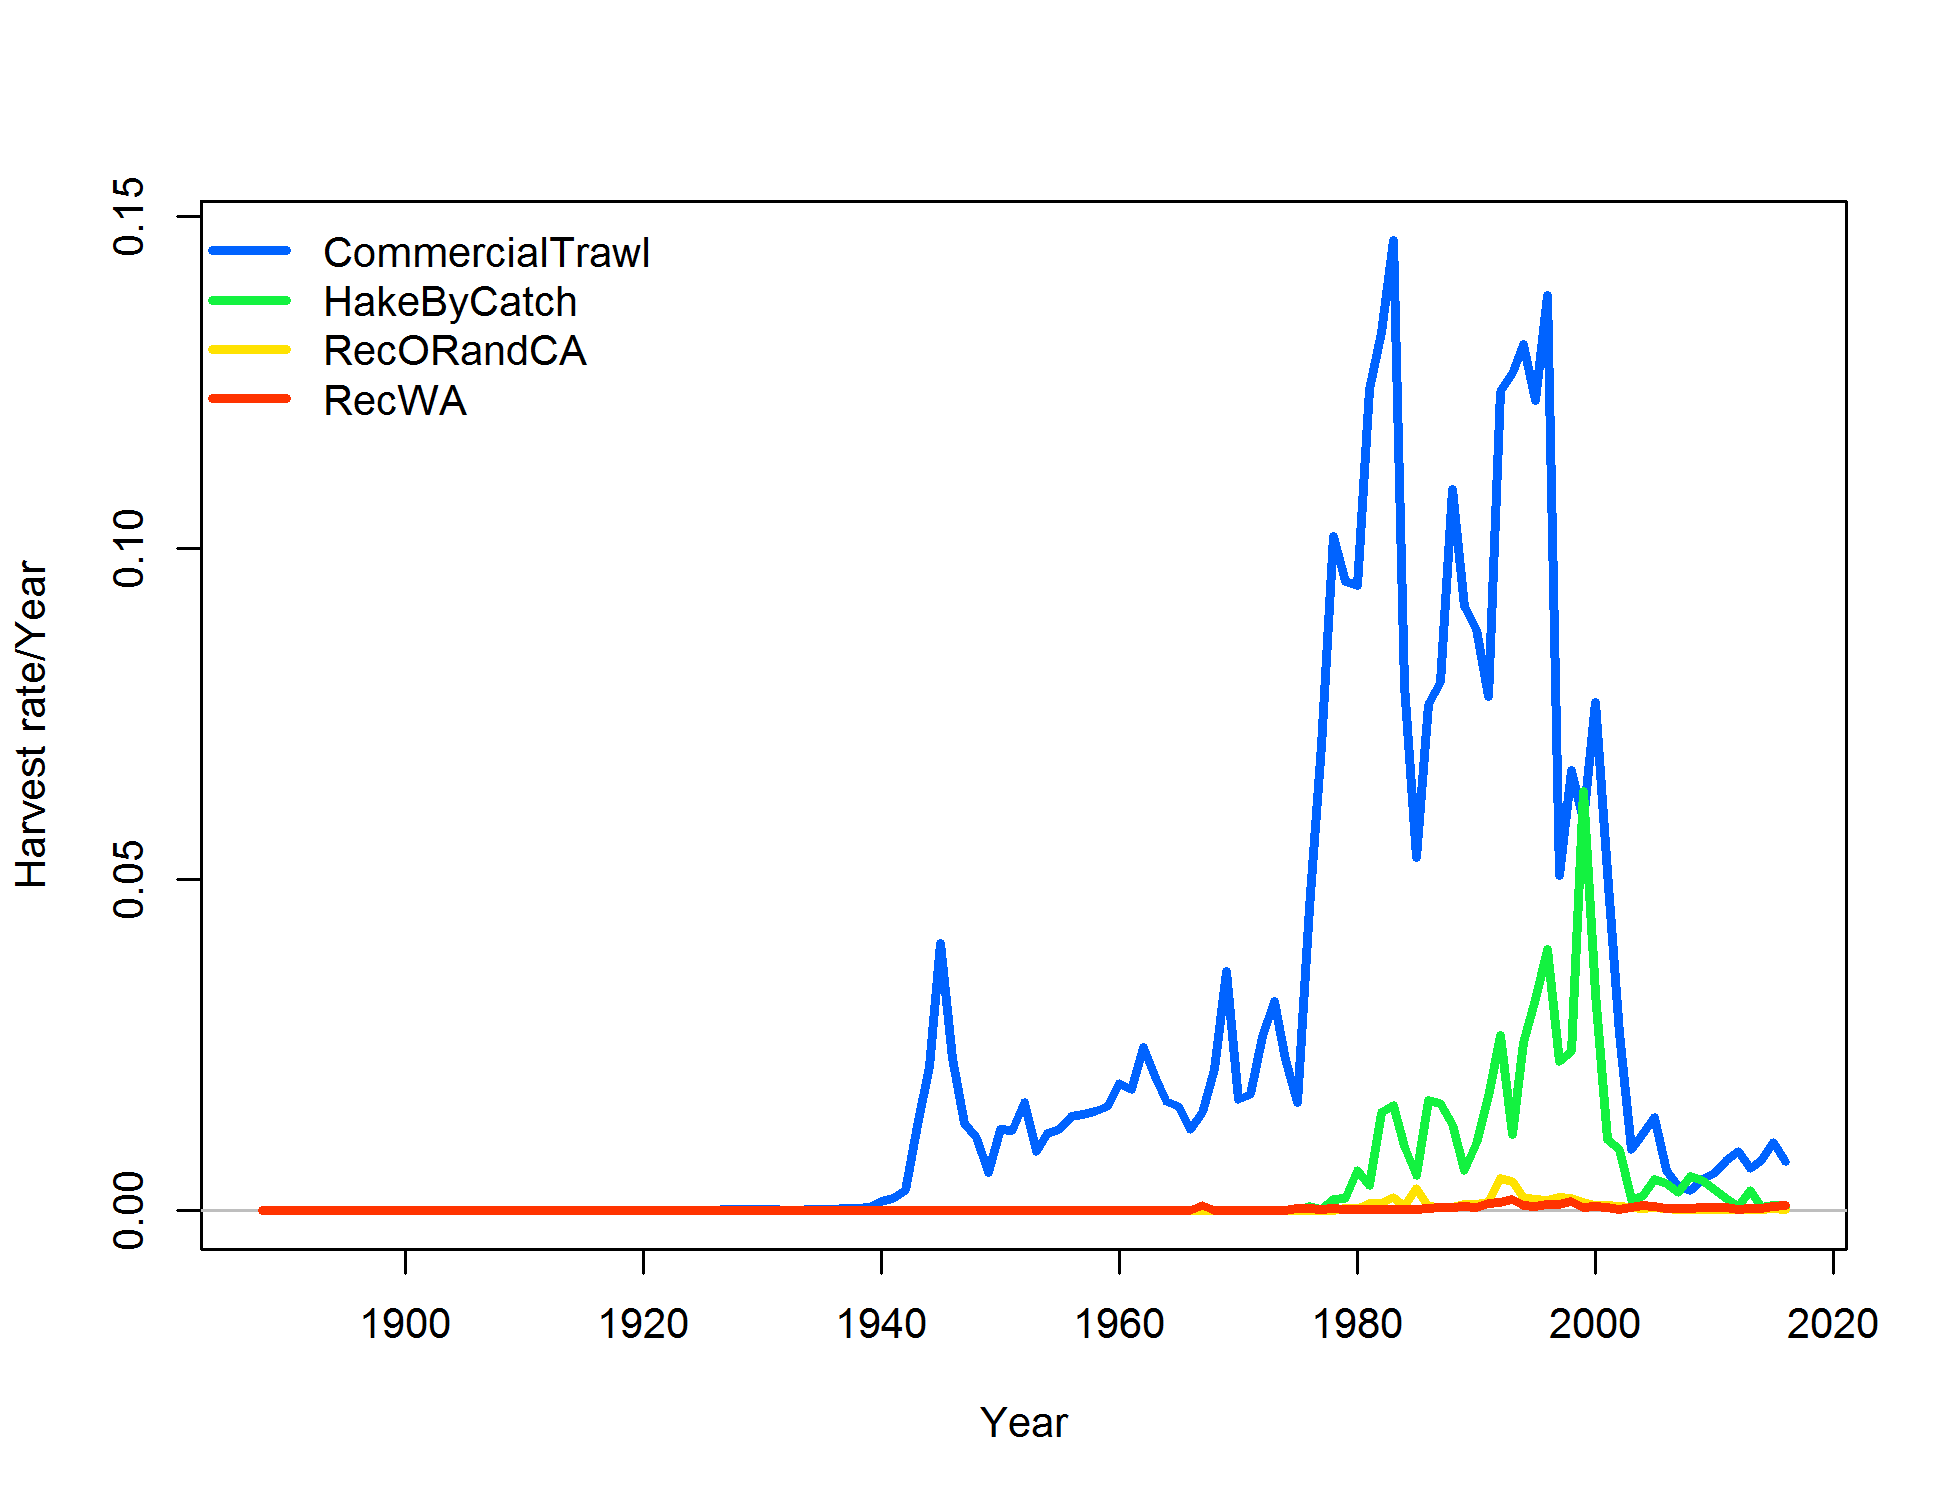 0.15
CommercialTrawl
HakeByCatch
RecORandCA
RecWA
0.10
Harvest rate/Year
0.05
0.00
1900 1920 1940 1960 1980 2000 2020
Year